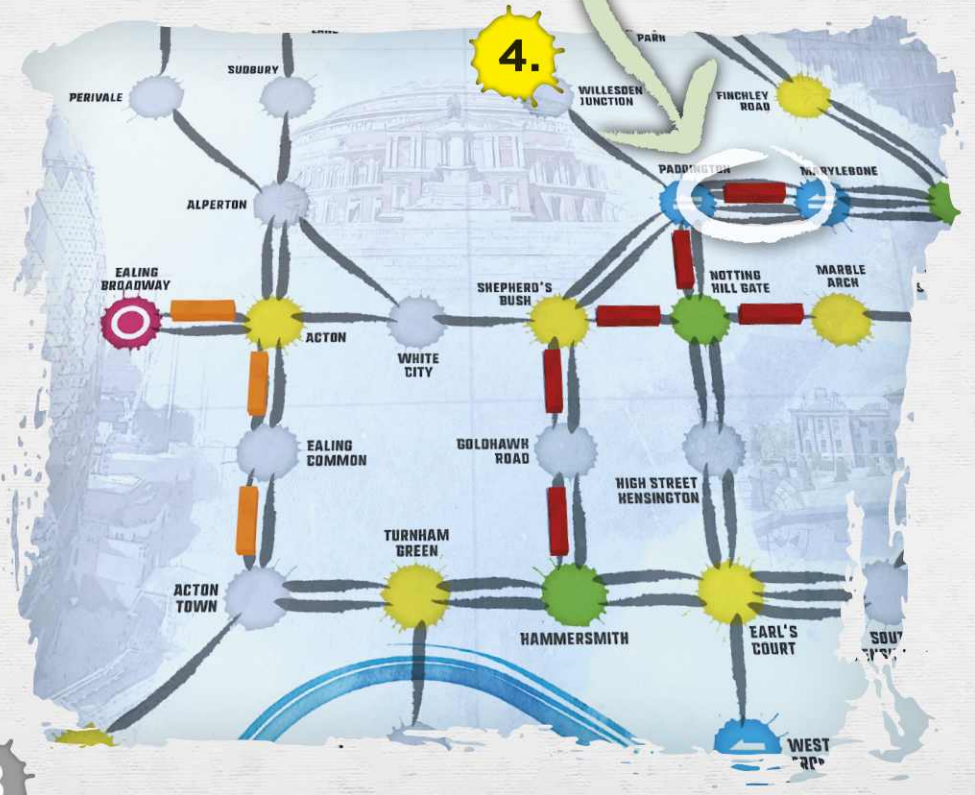 4.
PARK
SUDBURY
PERIVALE
WILLESDEN
JUNCTION
FINCHLEY
ROAD
PADDINGTON
MARYLEBONE
ALPERTON
EALING
BROADWAY
SHEPHERD'S
BUSH
NOTTING
HILL GATE
MARBLE
ARCH
ACTON
WHITE
CITY
EALING
COMMON
GOLDHAWK
ROAD
HIGH STREET
KENSINGTON
TURNHAM
GREEN
ACTON
TOWN
HAMMERSMITH
EARL'S
COURT
WEST